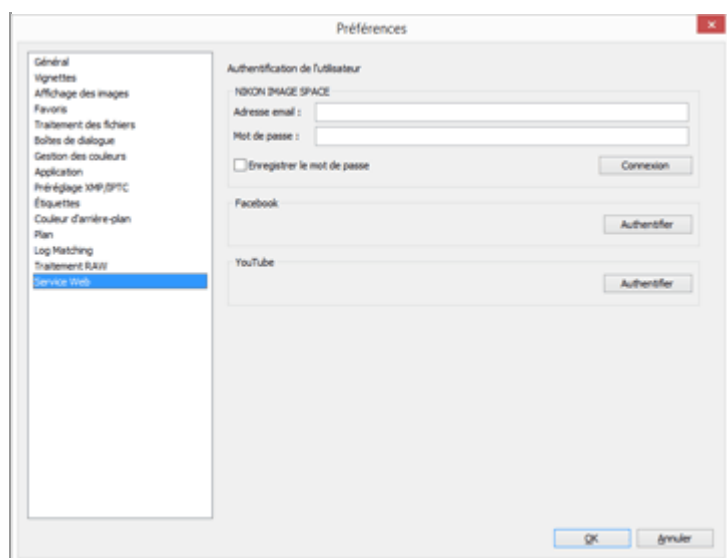 Préférences
Général
Vignettes
Affichage des images
Favoris
Traitement des fichiers
Boîtes de dialogue
Gestion des couleurs
Application
Préréglage XMP/IPTC
Étiquettes
Couleur d'arrière-plan
Plan
Log Matching
Traitement RAW
Service Web
Authentification de l'utilisateur
NIKON IMAGE SPACE
Adresse email :
Mot de passe :
Enregistrer le mot de passe
Connexion
Facebook
Authentifier
YouTube
Authentifier
OK
Annuler